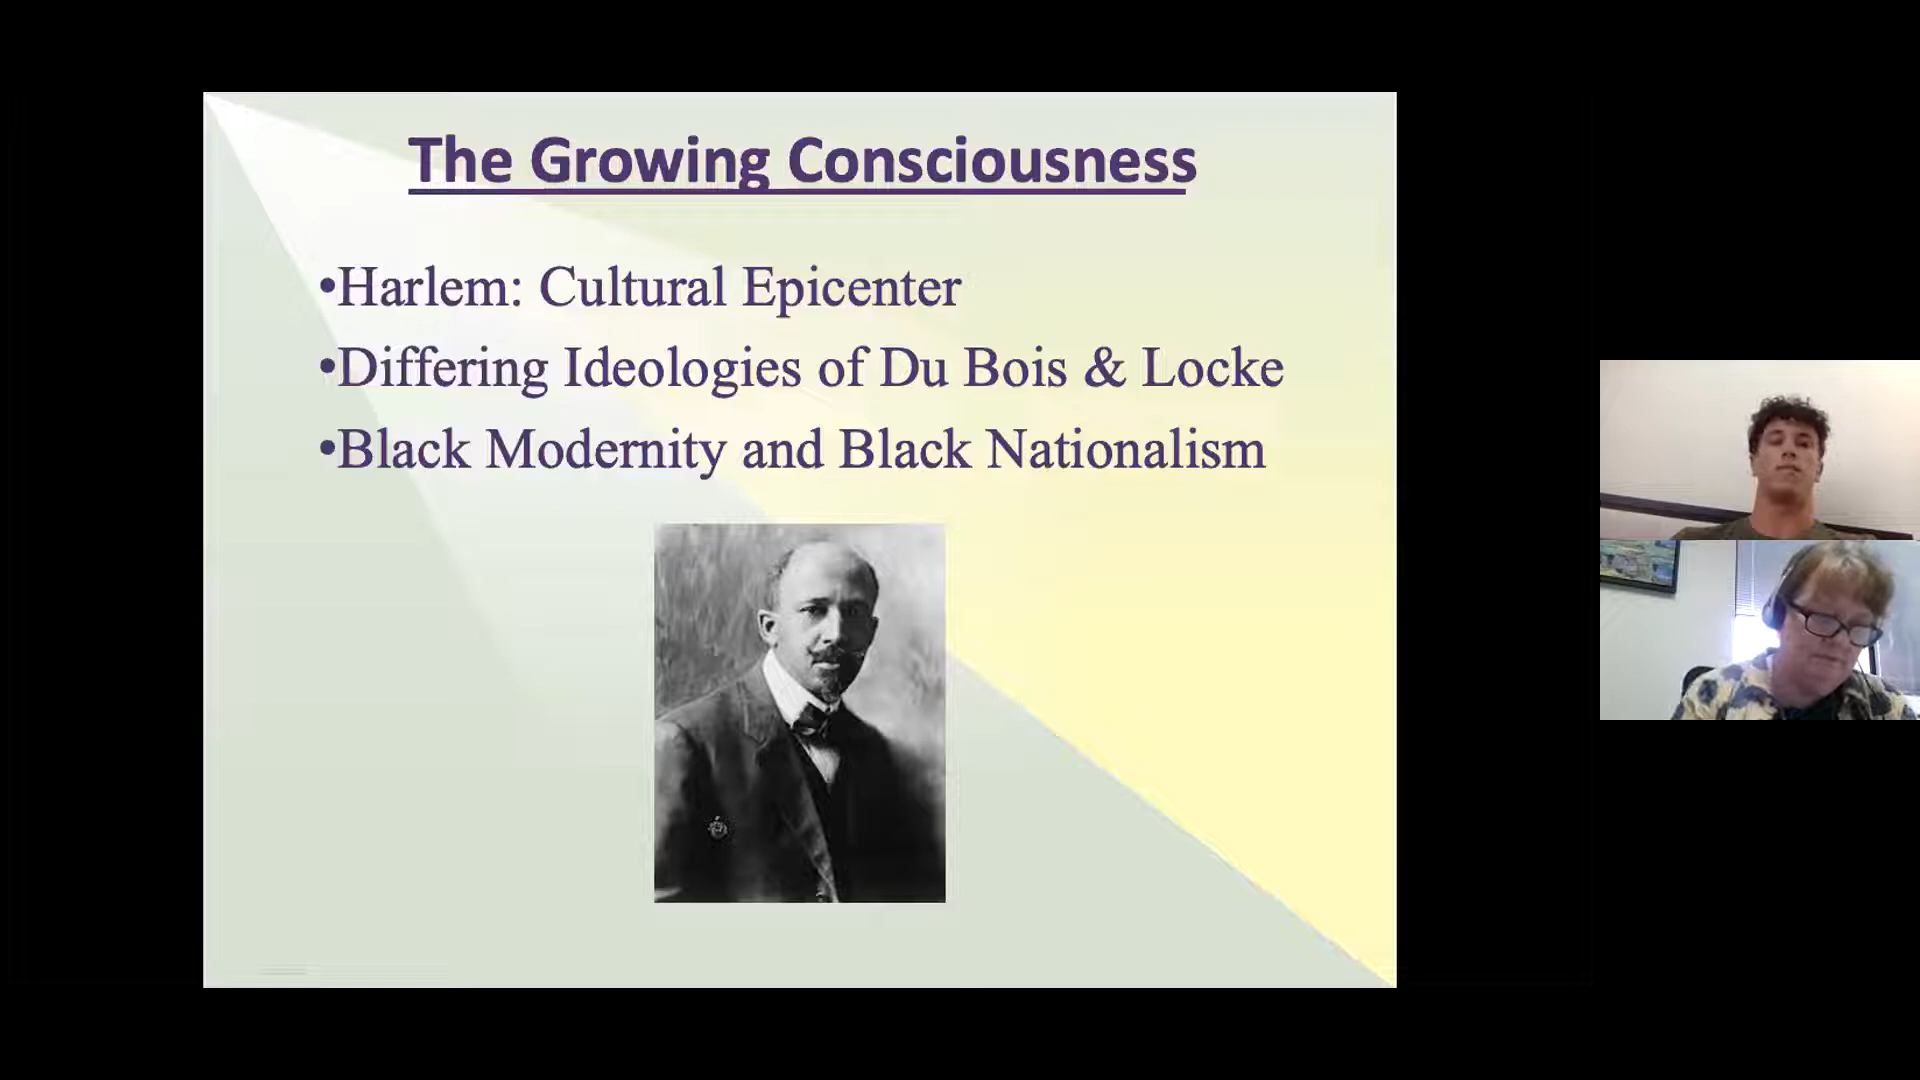 The Growing Consciousness
•Harlem: Cultural Epicenter
•Differing Ideologies of Du Bois & Locke
•Black Modernity and Black Nationalism